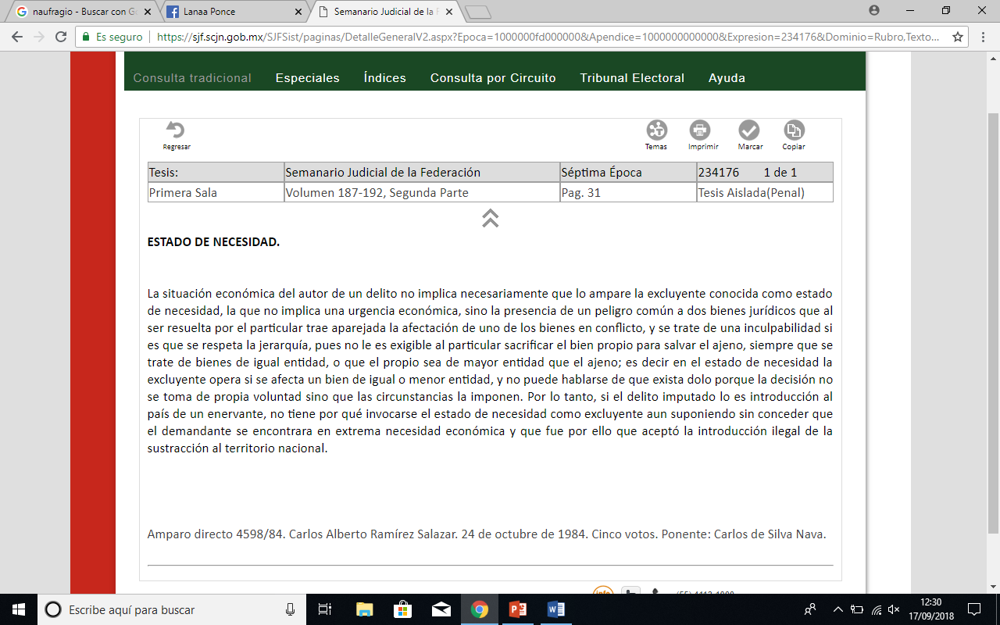 naufragio - Buscar con G
Lanaa Ponce
Semanario Judicial de la
Es seguro
https://sjf.scjn.gob.mx/SJFSist/paginas/DetalleGeneralV2.aspx?Epoca=1000000fd000000&Apendice=1000000000000&Expresion=234176&Dominio=Rubro,Texto...
Consulta tradicional Especiales Índices Consulta por Circuito Tribunal Electoral Ayuda
Regresar Temas Imprimir Marcar Copiar
Tesis: Semanario Judicial de la Federación Séptima Época 234176 1 de 1
Primera Sala Volumen 187-192, Segunda Parte Pag. 31 Tesis Aislada(Penal)
ESTADO DE NECESIDAD.
La situación económica del autor de un delito no implica necesariamente que lo ampare la excluyente conocida como estado
de necesidad, la que no implica una urgencia económica, sino la presencia de un peligro común a dos bienes jurídicos que al
ser resuelta por el particular trae aparejada la afectación de uno de los bienes en conflicto, y se trate de una inculpabilidad si
es que se respeta la jerarquía, pues no le es exigible al particular sacrificar el bien propio para salvar el ajeno, siempre que se
trate de bienes de igual entidad, o que el propio sea de mayor entidad que el ajeno; es decir en el estado de necesidad la
excluyente opera si se afecta un bien de igual o menor entidad, y no puede hablarse de que exista dolo porque la decisión no
se toma de propia voluntad sino que las circunstancias la imponen. Por lo tanto, si el delito imputado lo es introducción al
país de un enervante, no tiene por qué invocarse el estado de necesidad como excluyente aun suponiendo sin conceder que
el demandante se encontrara en extrema necesidad económica y que fue por ello que aceptó la introducción ilegal de la
sustracción al territorio nacional.
Amparo directo 4598/84. Carlos Alberto Ramírez Salazar. 24 de octubre de 1984. Cinco votos. Ponente: Carlos de Silva Nava.
Escribe aquí para buscar
12:30
17/09/2018